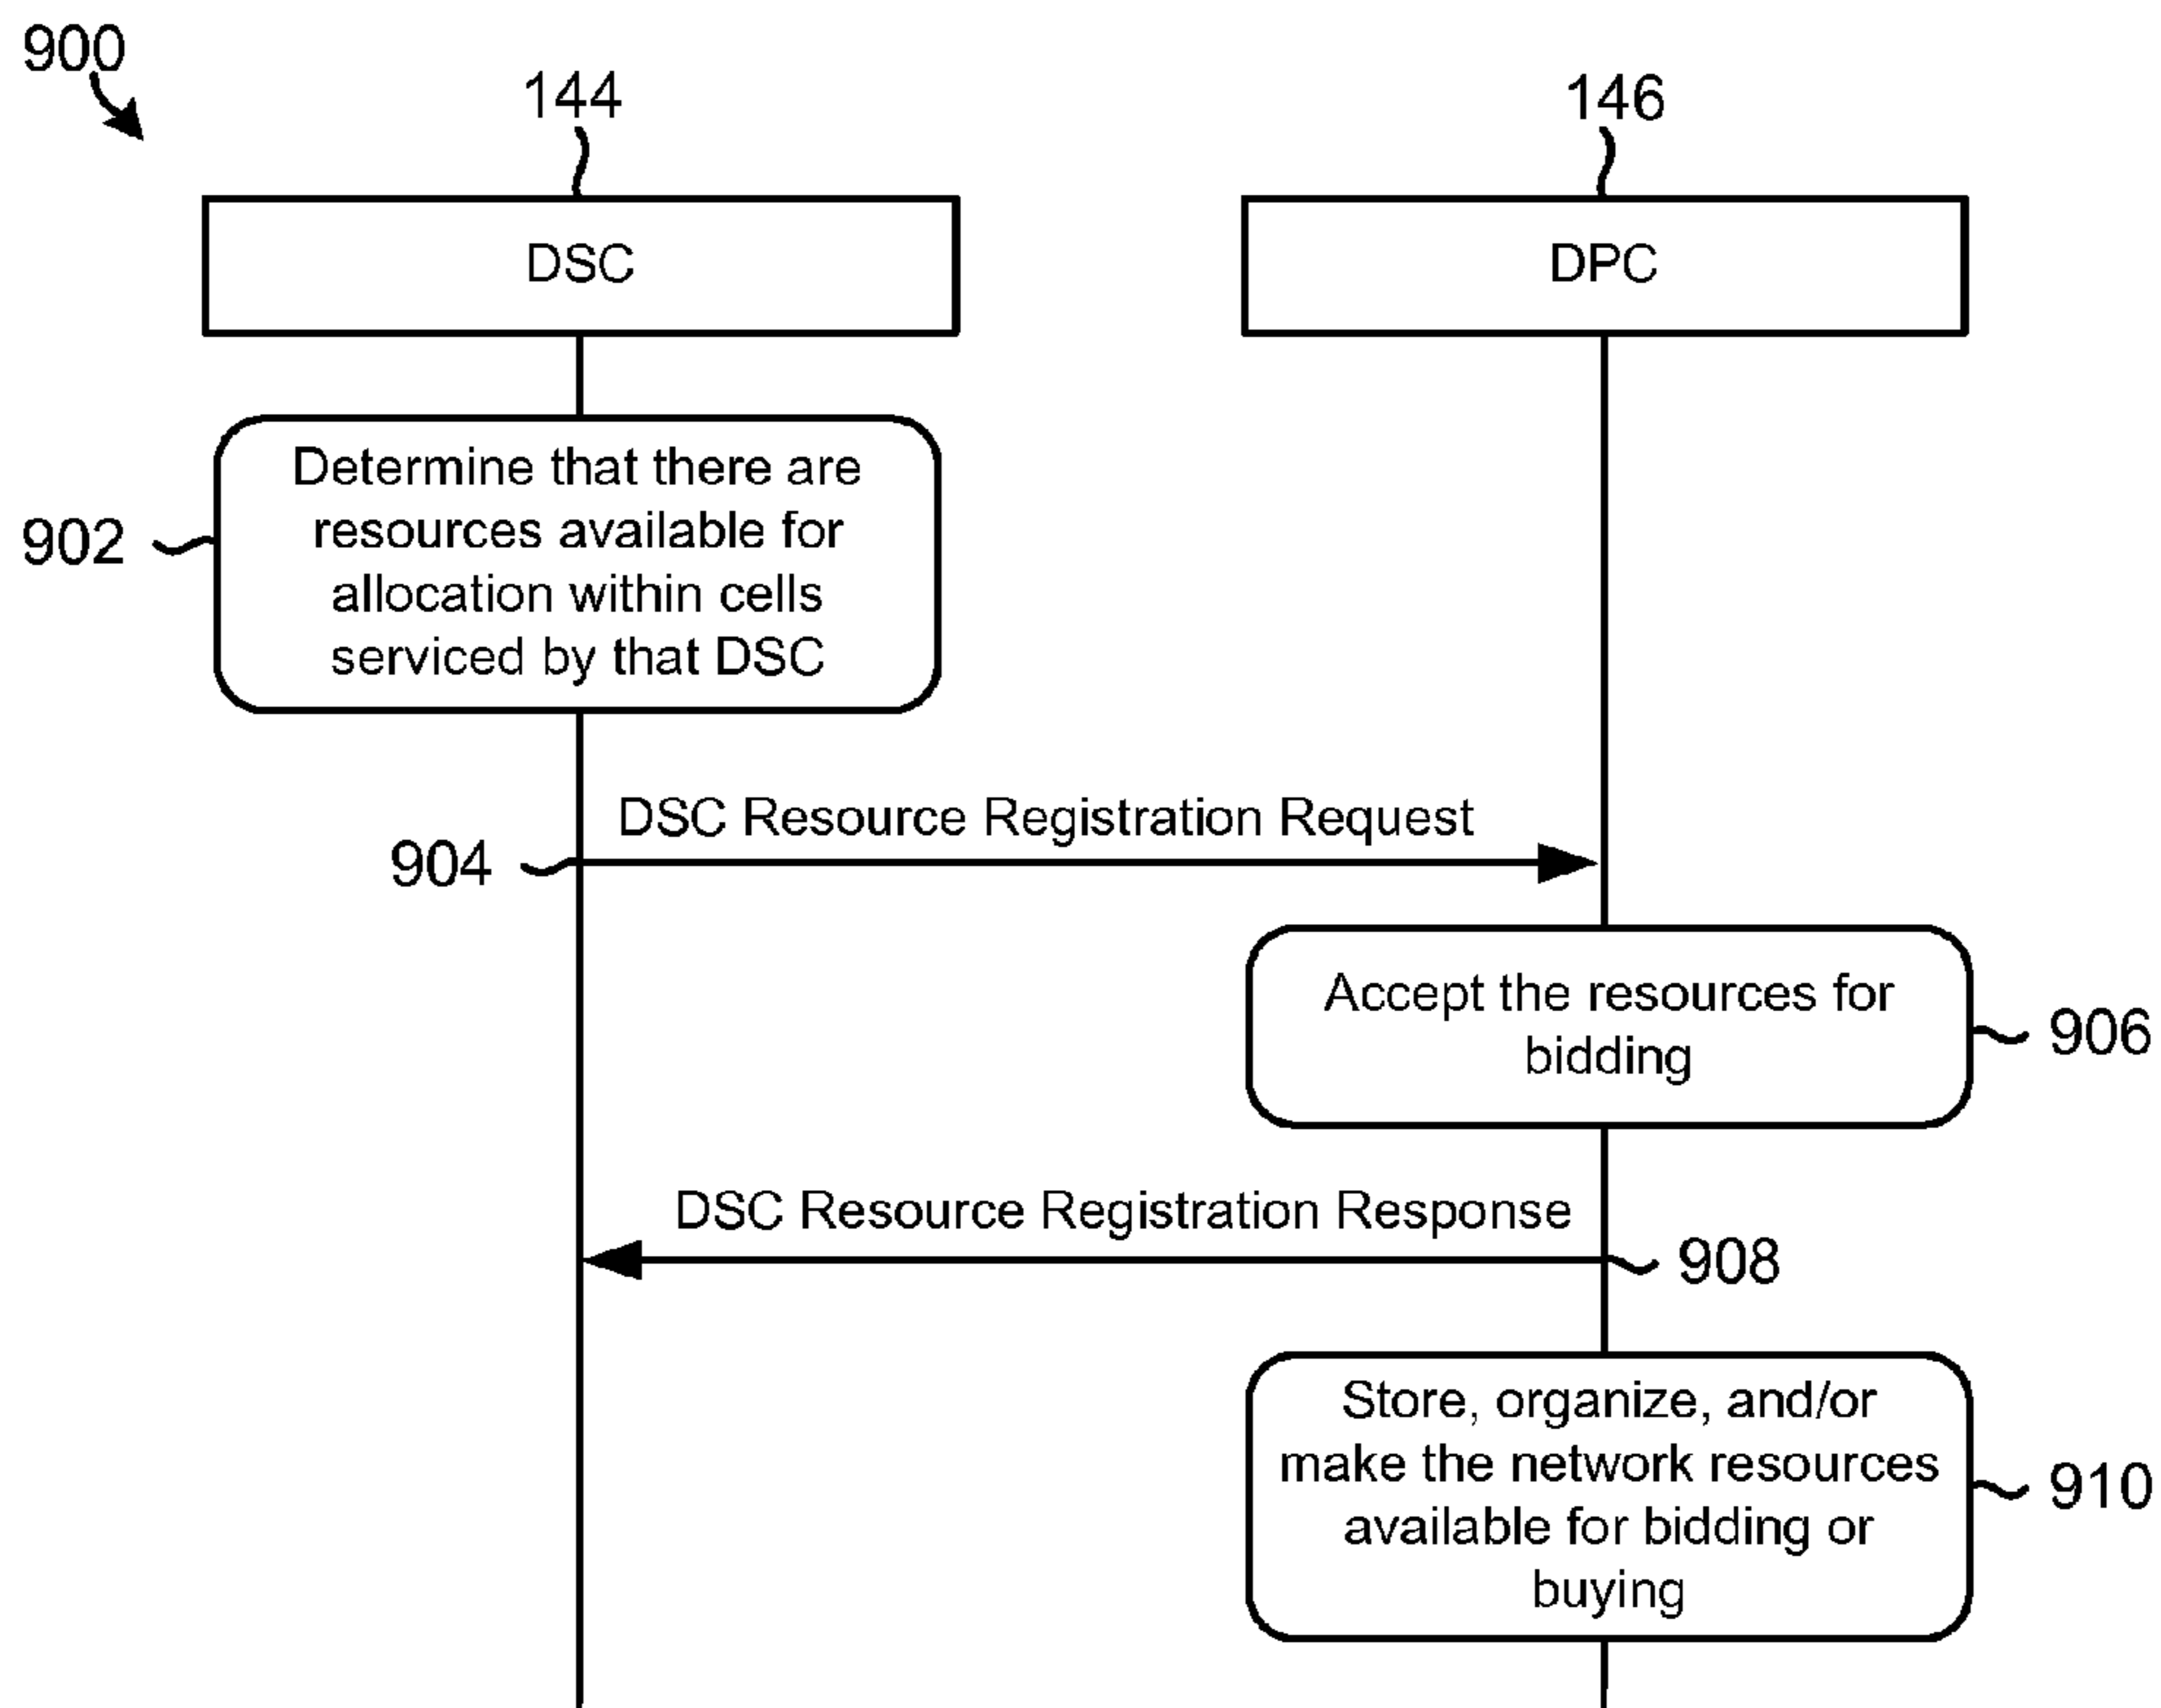 900
144
146
DSC
DPC
Determine that there are
resources available for
allocation within cells
serviced by that DSC
902
DSC Resource Registration Request
904
Accept the resources for
bidding
906
DSC Resource Registration Response
908
Store, organize, and/or
make the network resources
available for bidding or
buying
910